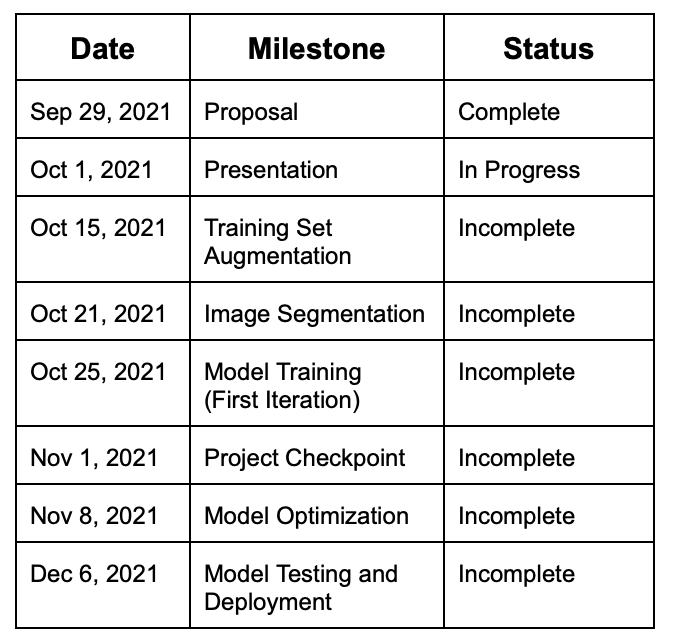 Date Milestone Status
Sep 29, 2021 Proposal Complete
Oct 1, 2021 Presentation In Progress
Oct 15, 2021 Training Set Incomplete
Augmentation
Oct 21, 2021 Image Segmentation Incomplete
Oct 25, 2021 Model Training Incomplete
(First Iteration)
Nov 1, 2021 Project Checkpoint Incomplete
Nov 8, 2021 Model Optimization Incomplete
Dec 6, 2021 Model Testing and Incomplete
Deployment